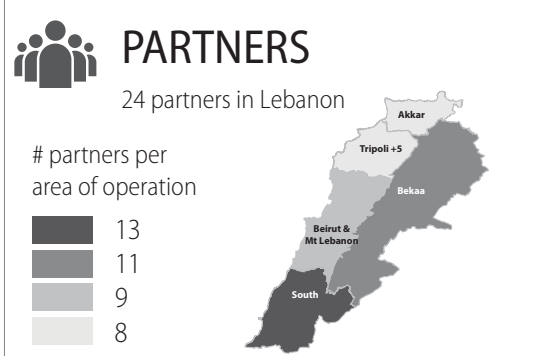 PARTNERS
24 partners in Lebanon
# partners per
area of operation
13
11
9
8
Akkar
Tripoli +5
Bekaa
Beirut &
Mt Lebanon
South